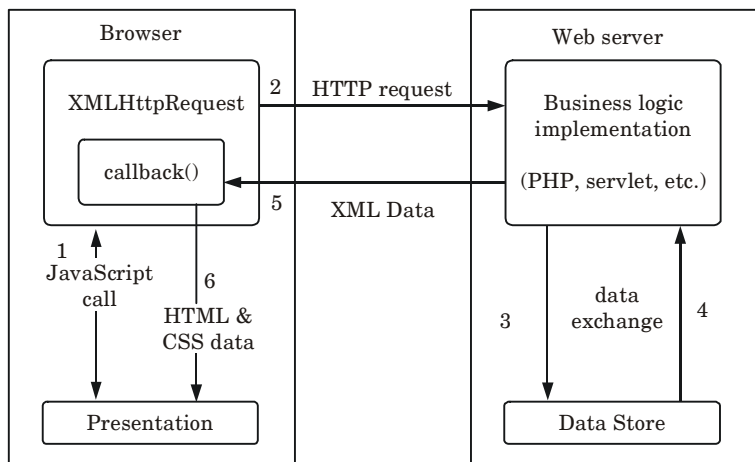 Browser
Web server
XMLHttpRequest
2
HTTP request
Business logic
implementation
(PHP, servlet, etc.)
callback()
5
XML Data
1
JavaScript
call
6
HTML &
CSS data
3
data
exchange
4
Presentation
Data Store